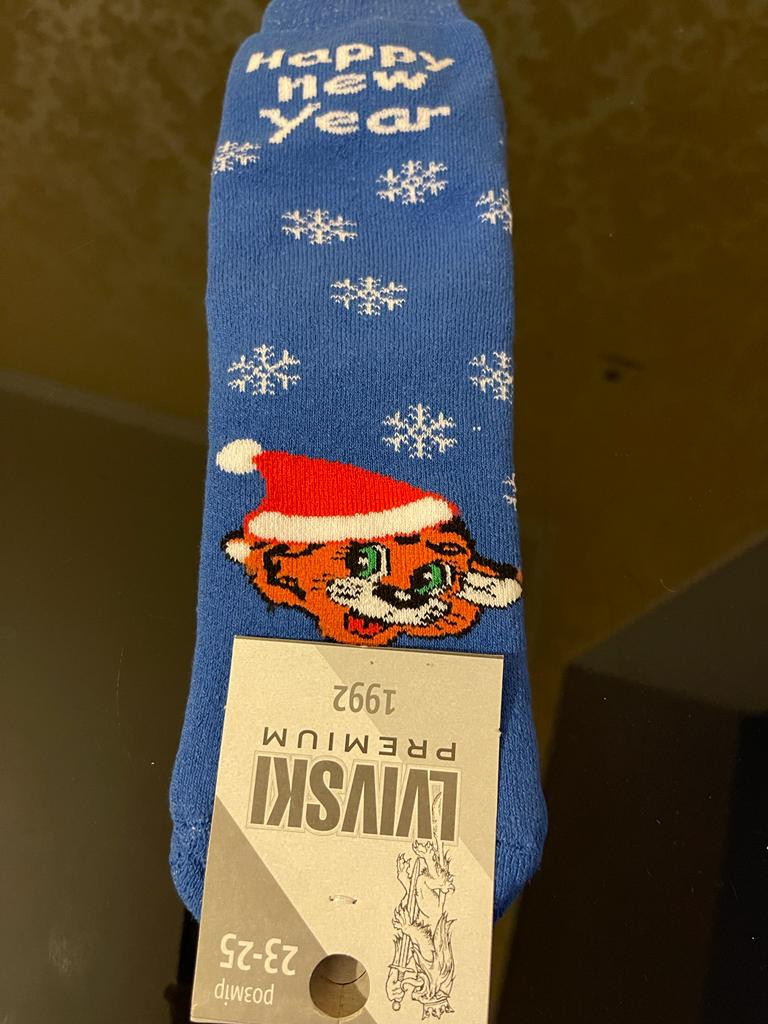 Happy
new
year
1992
PREMIUM
LVIVSKI
23-25
розмір